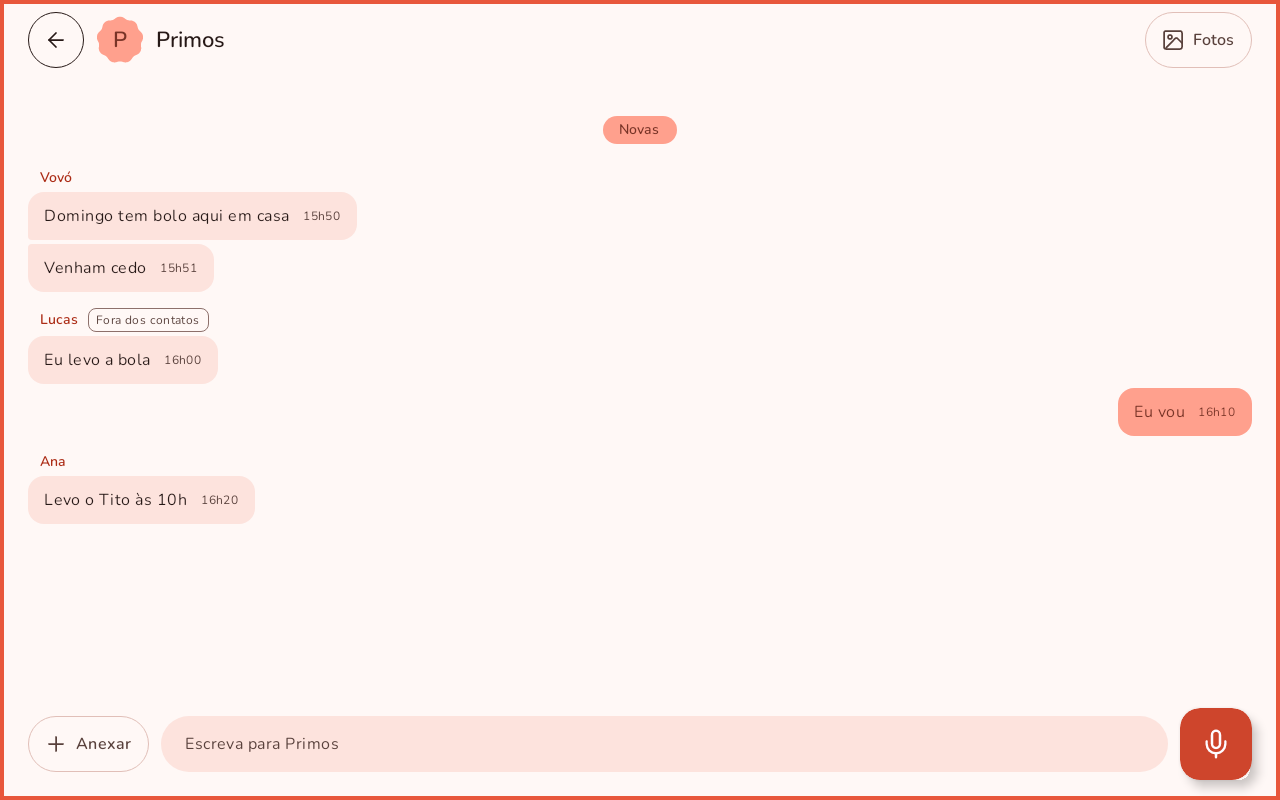 P
Primos
Fotos
Novas
Vovó
Domingo tem bolo aqui em casa 15h50
Venham cedo 15h51
Lucas Fora dos contatos
Eu levo a bola 16h00
Eu vou 16h10
Ana
Levo o Tito às 10h 16h20
Anexar
Escreva para Primos